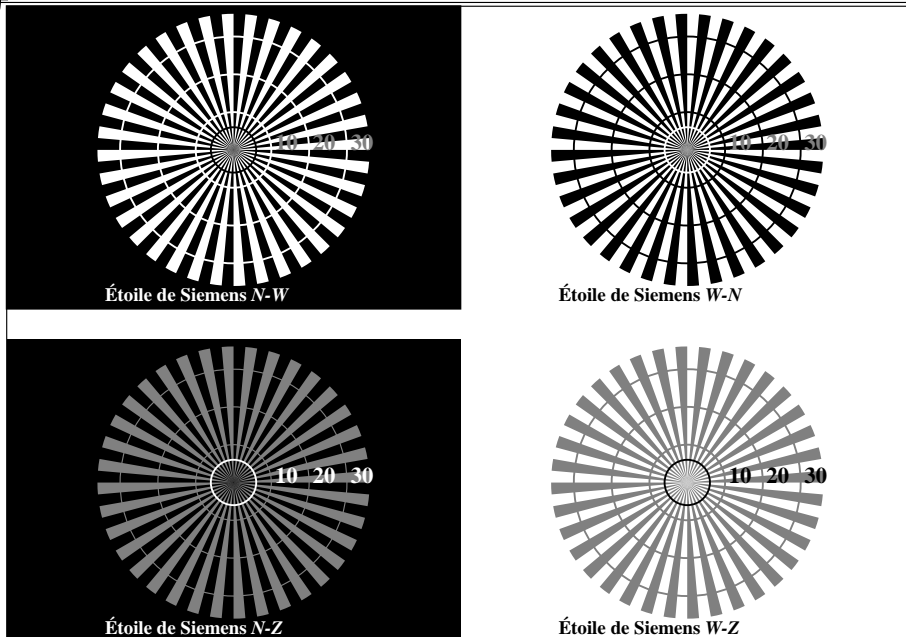 10 20 30
Étoile de Siemens N-W
10 20 30
Étoile de Siemens W-N
10 20 30
Étoile de Siemens N-Z
10 20 30
Étoile de Siemens W-Z